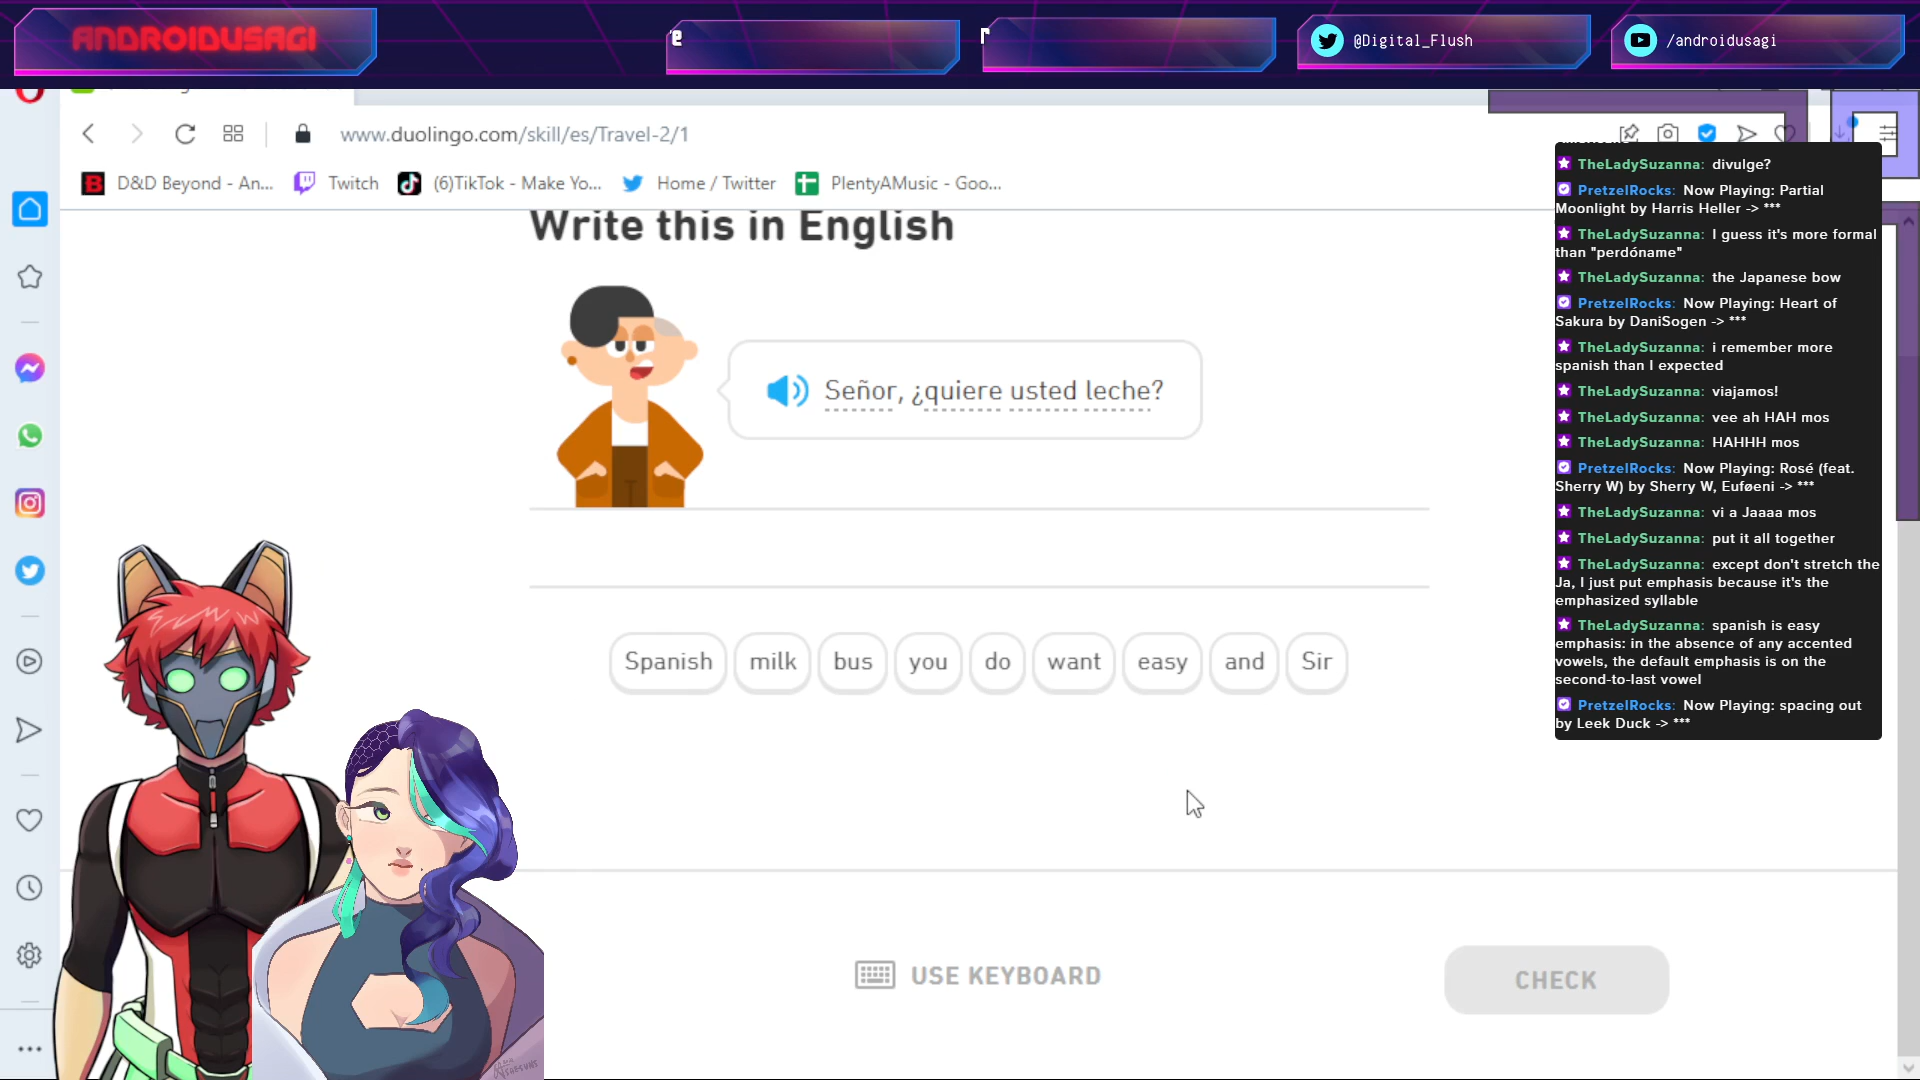 ANDROIDUSAGI
@Digital_Flush
/androidusagi
www.duolingo.com/skill/es/Travel-2/1
D&D Beyond - An...
Twitch
(6)TikTok - Make Yo...
Home / Twitter
PlentyAMusic - Goo...
Write this in English
Señor, ¿quiere usted leche?
Spanish milk bus you do want easy and Sir
USE KEYBOARD
CHECK
TheLadySuzanna: divulge?
PretzelRocks: Now Playing: Partial
Moonlight by Harris Heller -> ***
TheLadySuzanna: I guess it's more formal
than "perdóname"
TheLadySuzanna: the Japanese bow
PretzelRocks: Now Playing: Heart of
Sakura by DaniSogen -> ***
TheLadySuzanna: i remember more
spanish than I expected
TheLadySuzanna: viajamos!
TheLadySuzanna: vee ah HAH mos
TheLadySuzanna: HAHHH mos
PretzelRocks: Now Playing: Rosé (feat.
Sherry W) by Sherry W, Euføeni -> ***
TheLadySuzanna: vi a Jaaaa mos
TheLadySuzanna: put it all together
TheLadySuzanna: except don't stretch the
Ja, I just put emphasis because it's the
emphasized syllable
TheLadySuzanna: spanish is easy
emphasis: in the absence of any accented
vowels, the default emphasis is on the
second-to-last vowel
PretzelRocks: Now Playing: spacing out
by Leek Duck -> ***